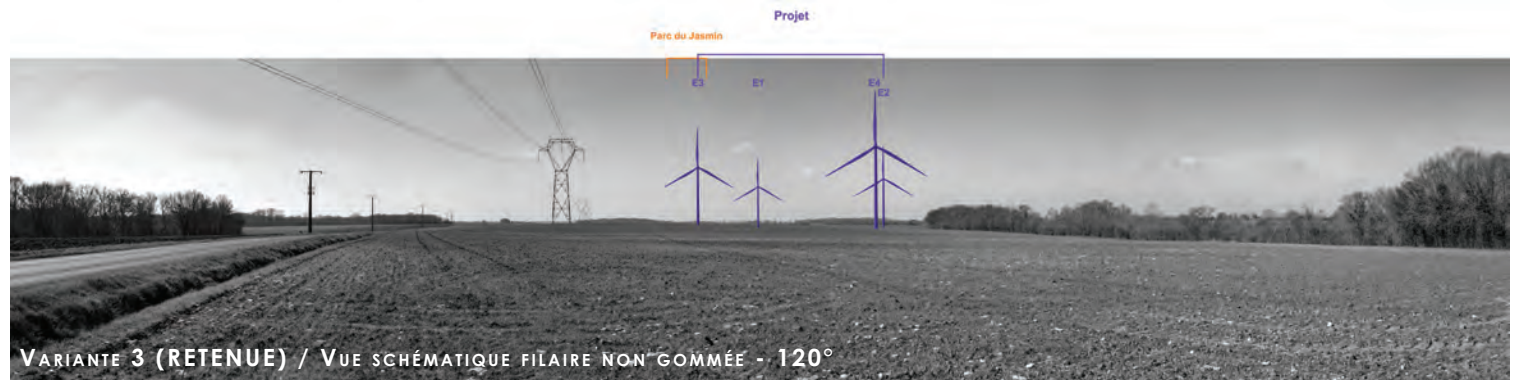 Projet
Parc du Jasmin
E3
E1
E4
E2
VARIANTE 3 (RETENUE) / VUE SCHÉMATIQUE FILAIRE NON GOMMÉE - 120°